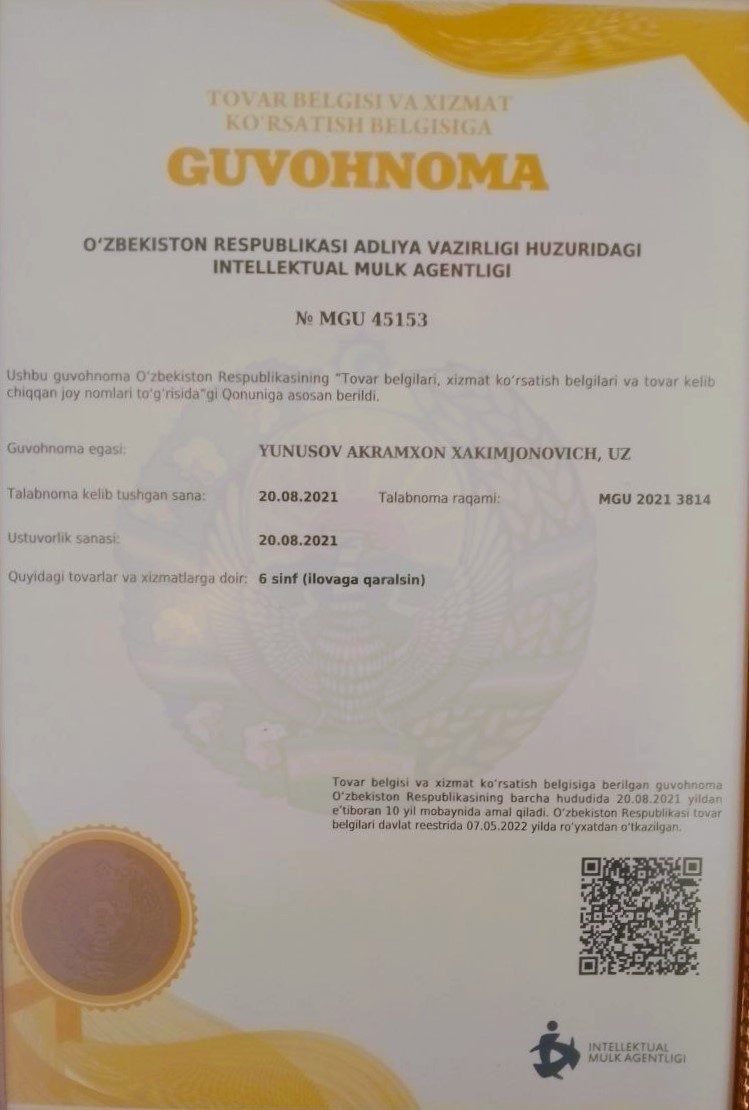 TOVAR BELGISI VA XIZMAT
KO‘RSATISH BELGISIGA
GUVOHNOMA
O‘ZBEKISTON RESPUBLIKASI ADLIYA VAZIRLIGI HUZURIDAGI
INTELLEKTUAL MULK AGENTLIGI
№ MGU 45153
Ushbu guvohnoma O‘zbekiston Respublikasining “Tovar belgilari, xizmat ko‘rsatish belgilari va tovar kelib
chiqqan joy nomlari to‘g‘risida”gi Qonuniga asosan berildi.
Guvohnoma egasi: YUNUSOV AKRAMXON XAKIMJONOVICH, UZ
Talabnoma kelib tushgan sana: 20.08.2021 Talabnoma raqami: MGU 2021 3814
Ustuvorlik sanasi: 20.08.2021
Quyidagi tovarlar va xizmatlarga doir: 6 sinf (ilovaga qaralsin)
Tovar belgisi va xizmat ko‘rsatish belgisiga berilgan guvohnoma
O‘zbekiston Respublikasining barcha hududida 20.08.2021 yildan
e’tiboran 10 yil mobaynida amal qiladi. O‘zbekiston Respublikasi tovar
belgilari davlat reestrida 07.05.2022 yilda ro‘yxatdan o‘tkazilgan.
INTELLEKTUAL
MULK AGENTLIGI